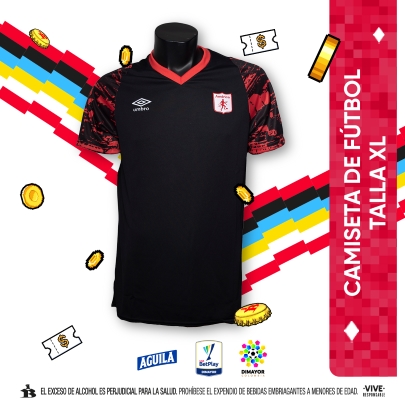 umbro
CAMISETA DE FÚTBOL
TALLA XL
AGUILA
BetPlay
DIMAYOR
DIMAYOR
EL EXCESO DE ALCOHOL ES PERJUDICIAL PARA LA SALUD. PROHÍBESE EL EXPENDIO DE BEBIDAS EMBRIAGANTES A MENORES DE EDAD.
-VIVE-
RESPONSABLE